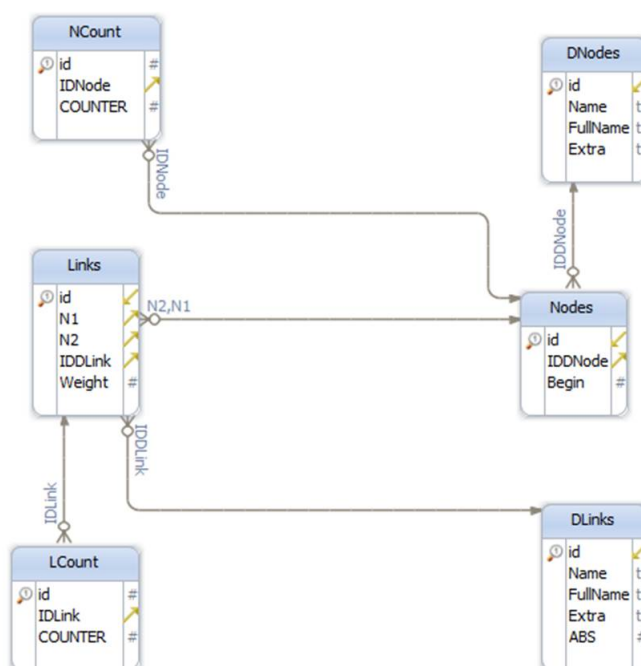 NCount
id #
IDNode
COUNTER #
DNodes
id
Name t
FullName t
Extra t
IDNode
IDDNode
Links
id
N1
N2
IDDLink
Weight #
N2,N1
Nodes
id
IDDNode
Begin #
IDDLink
IDLink
LCount
id #
IDLink
COUNTER #
DLinks
id
Name t
FullName t
Extra t
ABS #